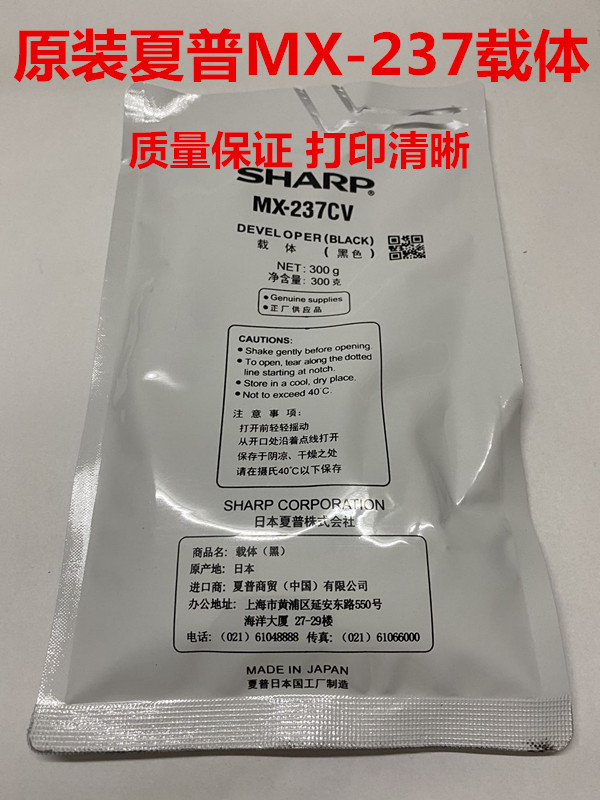 原装夏普MX-237载体
质量保证 打印清晰
SHARP®
MX-237CV
DEVELOPER(BLACK)
载 体 (黑色)
NET: 300 g
净含量: 300克
● Genuine supplies
● 正厂供应品
CAUTIONS:
● Shake gently before opening.
● To open, tear along the dotted
line starting at notch.
● Store in a cool, dry place.
● Not to exceed 40°C.
注 意 事 项:
打开前轻轻摇动
从开口处沿着点线打开
保存于阴凉、干燥之处
请在摄氏40℃以下保存
SHARP CORPORATION
日本夏普株式会社
商品名: 载体（黑）
原产地: 日本
进口商: 夏普商贸（中国）有限公司
办公地址: 上海市黄浦区延安东路550号
海洋大厦 27-29楼
电话: （021）61048888 传真:（021）61066000
MADE IN JAPAN
夏普日本国工厂制造